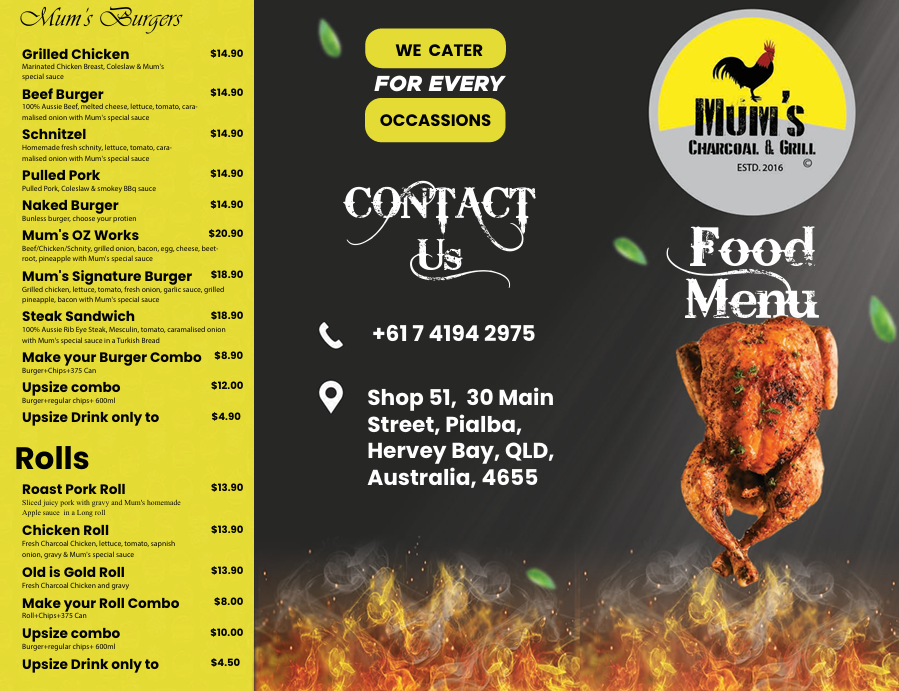 Mum's Burgers
Grilled Chicken $14.90
Marinated Chicken Breast, Coleslaw & Mum's
special sauce
Beef Burger $14.90
100% Aussie Beef, melted cheese, lettuce, tomato, cara-
malised onion with Mum's special sauce
Schnitzel $14.90
Homemade fresh schnity, lettuce, tomato, cara-
malised onion with Mum's special sauce
Pulled Pork $14.90
Pulled Pork, Coleslaw & smokey BBq sauce
Naked Burger $14.90
Bunless burger, choose your protien
Mum's OZ Works $20.90
Beef/Chicken/Schnity, grilled onion, bacon, egg, cheese, beet-
root, pineapple with Mum's special sauce
Mum's Signature Burger $18.90
Grilled chicken, lettuce, tomato, fresh onion, garlic sauce, grilled
pineapple, bacon with Mum's special sauce
Steak Sandwich $18.90
100% Aussie Rib Eye Steak, Mesculin, tomato, caramalised onion
with Mum's special sauce in a Turkish Bread
Make your Burger Combo $8.90
Burger+Chips+375 Can
Upsize combo $12.00
Burger+regular chips+ 600ml
Upsize Drink only to $4.90
Rolls
Roast Pork Roll $13.90
Sliced juicy pork with gravy and Mum's homemade
Apple sauce in a Long roll
Chicken Roll $13.90
Fresh Charcoal Chicken, lettuce, tomato, sapnish
onion, gravy & Mum's special sauce
Old is Gold Roll $13.90
Fresh Charcoal Chicken and gravy
Make your Roll Combo $8.00
Roll+Chips+375 Can
Upsize combo $10.00
Burger+regular chips+ 600ml
Upsize Drink only to $4.50
WE CATER
FOR EVERY
OCCASSIONS
CONTACT
Us
+61 7 4194 2975
Shop 51, 30 Main
Street, Pialba,
Hervey Bay, QLD,
Australia, 4655
MUM'S
CHARCOAL & GRILL
ESTD. 2016 ©
Food
Menu